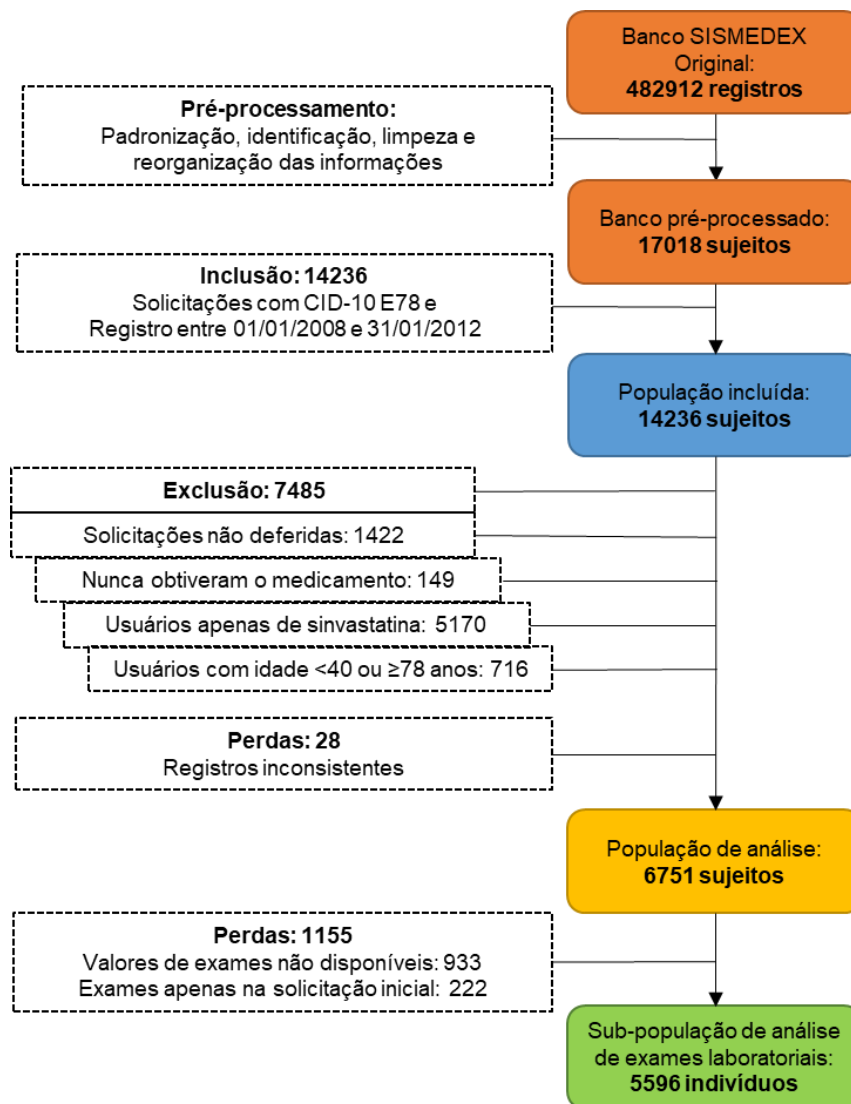 Banco SISMEDEX
Original:
482912 registros
Pré-processamento:
Padronização, identificação, limpeza e
reorganização das informações
Banco pré-processado:
17018 sujeitos
Inclusão: 14236
Solicitações com CID-10 E78 e
Registro entre 01/01/2008 e 31/01/2012
População incluída:
14236 sujeitos
Exclusão: 7485
Solicitações não deferidas: 1422
Nunca obtiveram o medicamento: 149
Usuários apenas de sinvastatina: 5170
Usuários com idade <40 ou ≥78 anos: 716
Perdas: 28
Registros inconsistentes
População de análise:
6751 sujeitos
Perdas: 1155
Valores de exames não disponíveis: 933
Exames apenas na solicitação inicial: 222
Sub-população de análise
de exames laboratoriais:
5596 indivíduos